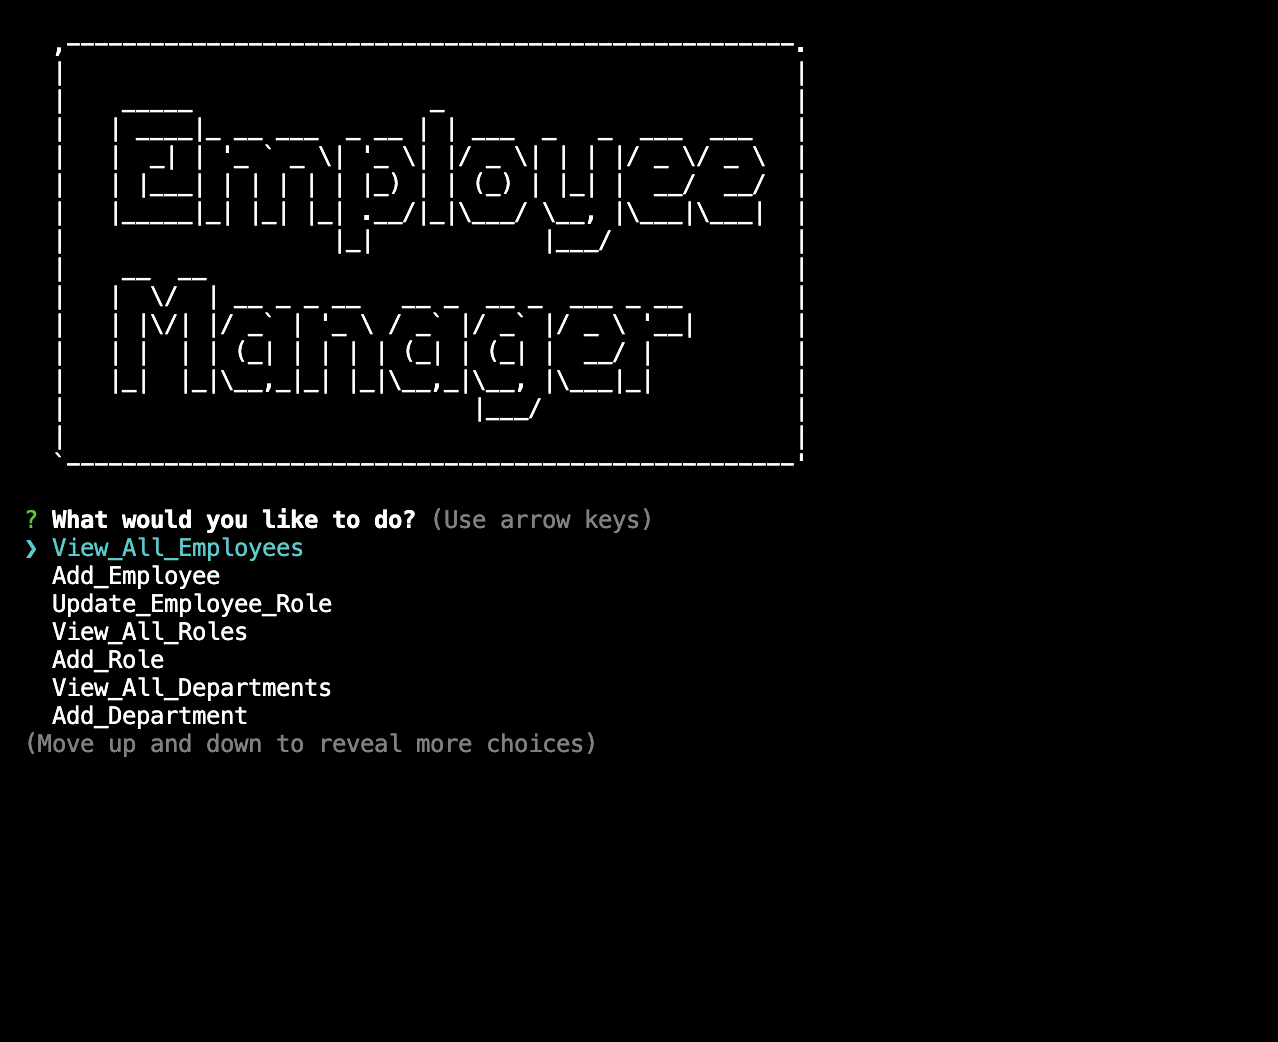 Employee
Manager
? What would you like to do? (Use arrow keys)
❯ View_All_Employees
Add_Employee
Update_Employee_Role
View_All_Roles
Add_Role
View_All_Departments
Add_Department
(Move up and down to reveal more choices)